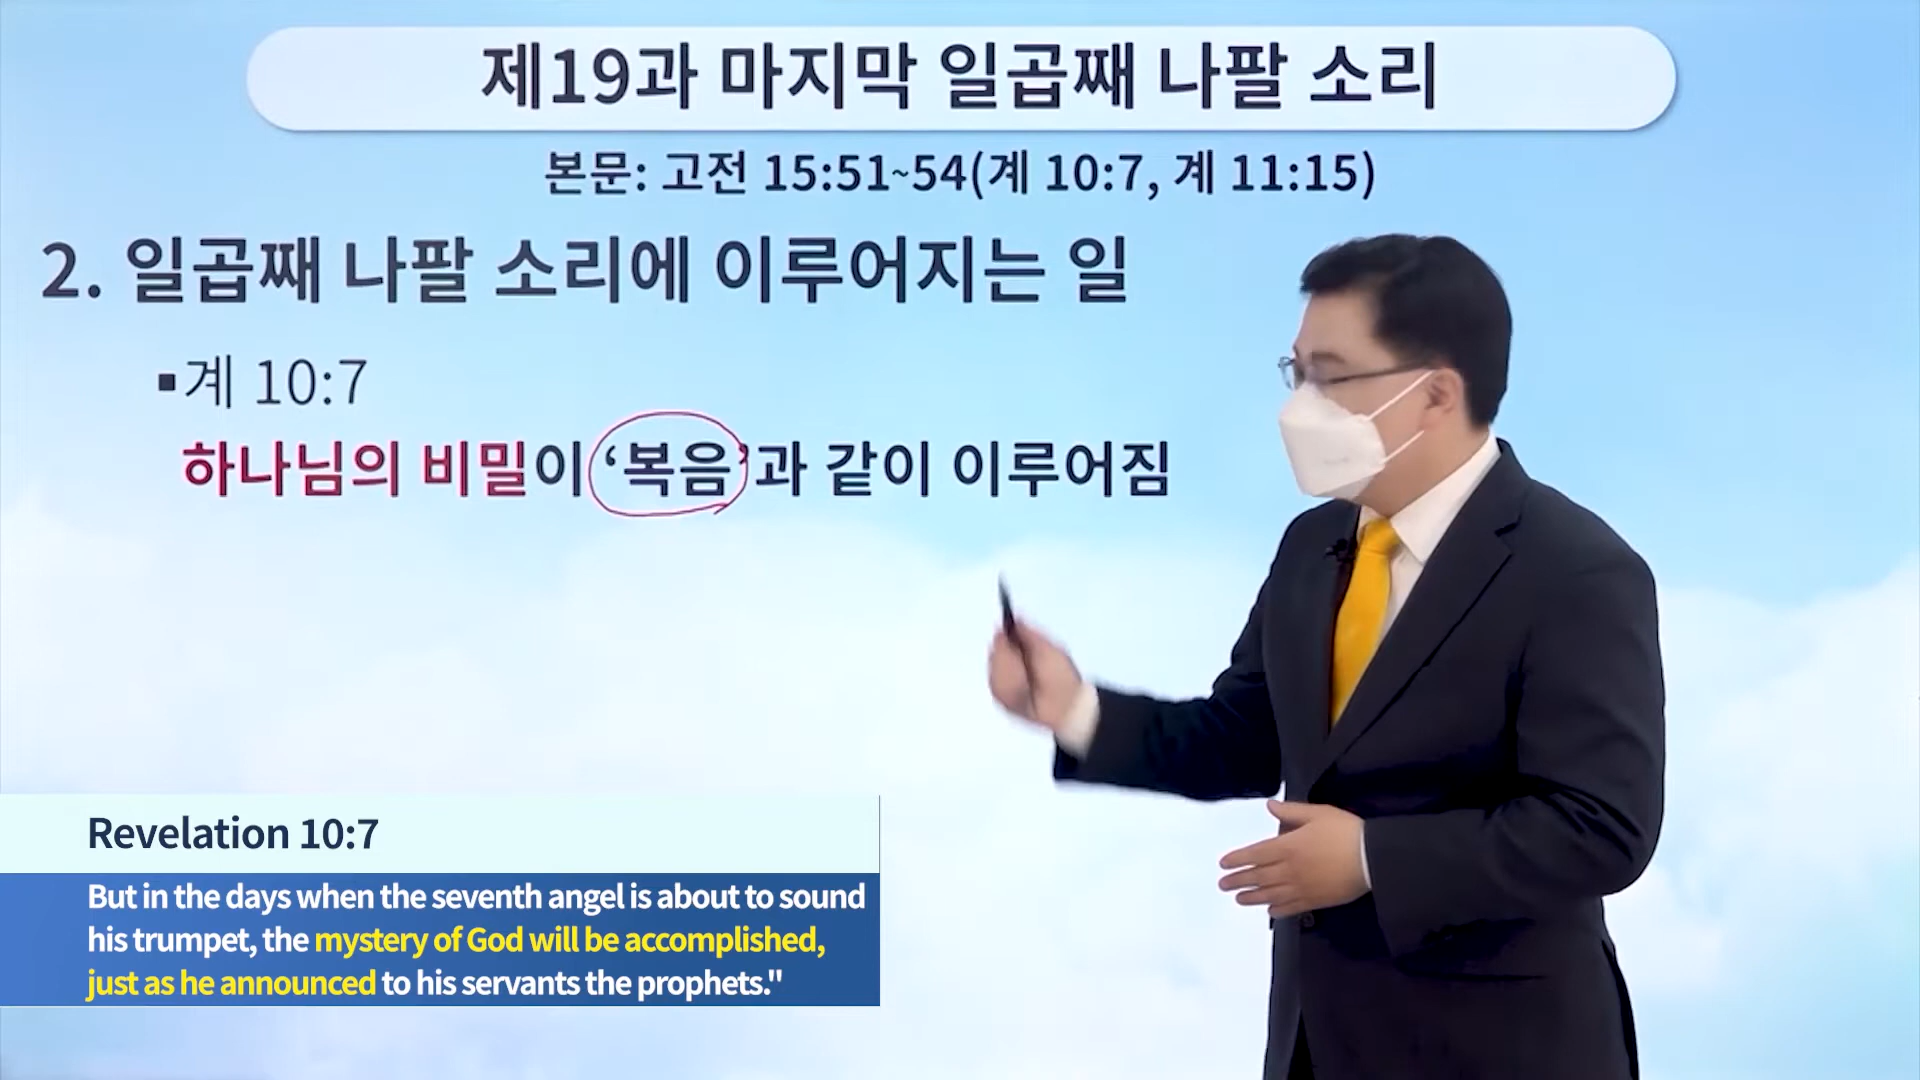 제19과 마지막 일곱째 나팔 소리
본문: 고전 15:51~54(계 10:7, 계 11:15)
2. 일곱째 나팔 소리에 이루어지는 일
▪계 10:7
하나님의 비밀이 ‘복음’과 같이 이루어짐
Revelation 10:7
But in the days when the seventh angel is about to sound
his trumpet, the mystery of God will be accomplished,
just as he announced to his servants the prophets."